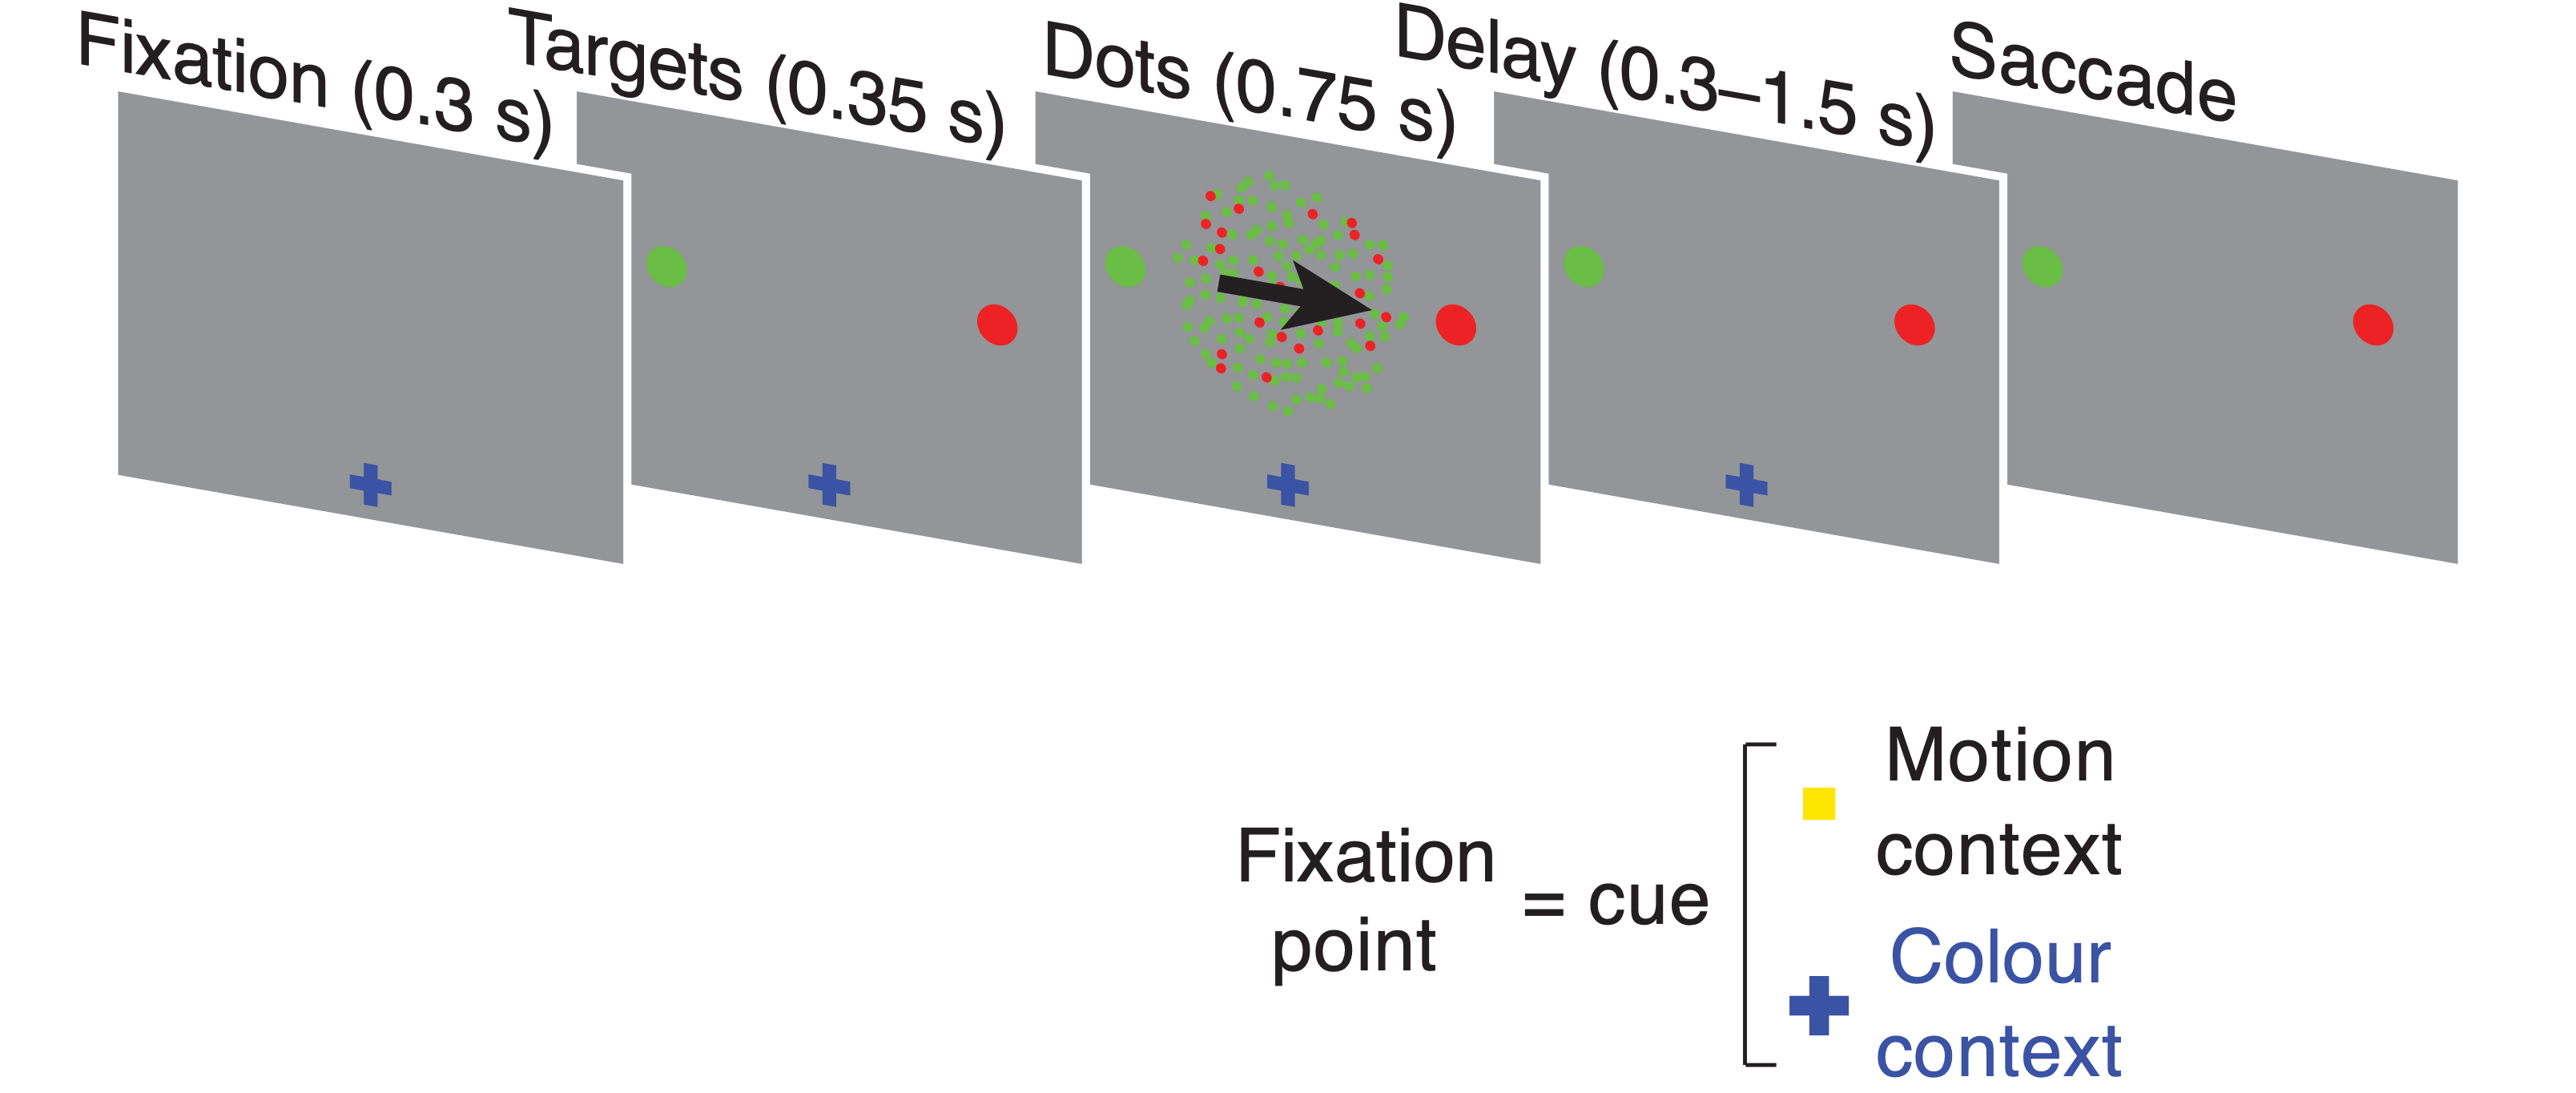 Fixation (0.3 s)
Targets (0.35 s)
Dots (0.75 s)
Delay (0.3–1.5 s)
Saccade
Fixation
point
= cue
Motion
context
Colour
context